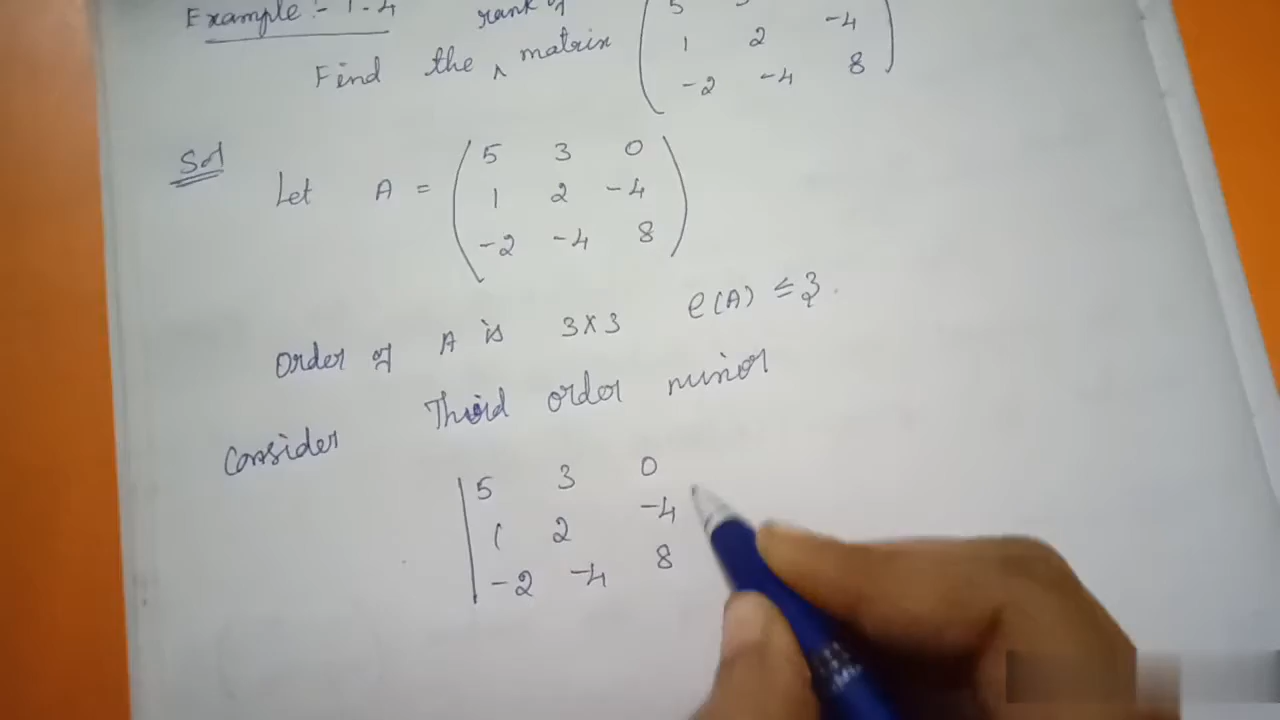 Example:- 1.4
Find the ^ rank of matrix ( 5 3
1 2 -4
-2 -4 8 )
Sol
Let A = ( 5 3 0
1 2 -4
-2 -4 8 )
Order of A is 3×3 ρ(A) ≤ 3.
Consider Third order minor
| 5 3 0
1 2 -4
-2 -4 8